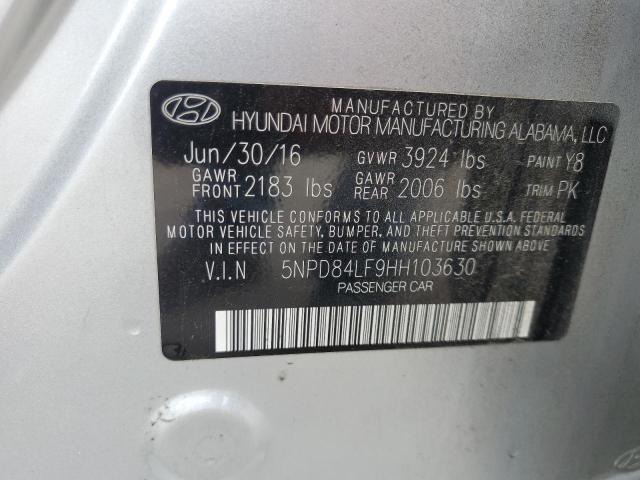 MANUFACTURED BY
HYUNDAI MOTOR MANUFACTURING ALABAMA, LLC
Jun/30/16 GVWR 3924 lbs PAINT Y8
GAWR FRONT 2183 lbs GAWR REAR 2006 lbs TRIM PK
THIS VEHICLE CONFORMS TO ALL APPLICABLE U.S.A. FEDERAL
MOTOR VEHICLE SAFETY, BUMPER, AND THEFT PREVENTION STANDARDS
IN EFFECT ON THE DATE OF MANUFACTURE SHOWN ABOVE.
V.I.N 5NPD84LF9HH103630
PASSENGER CAR